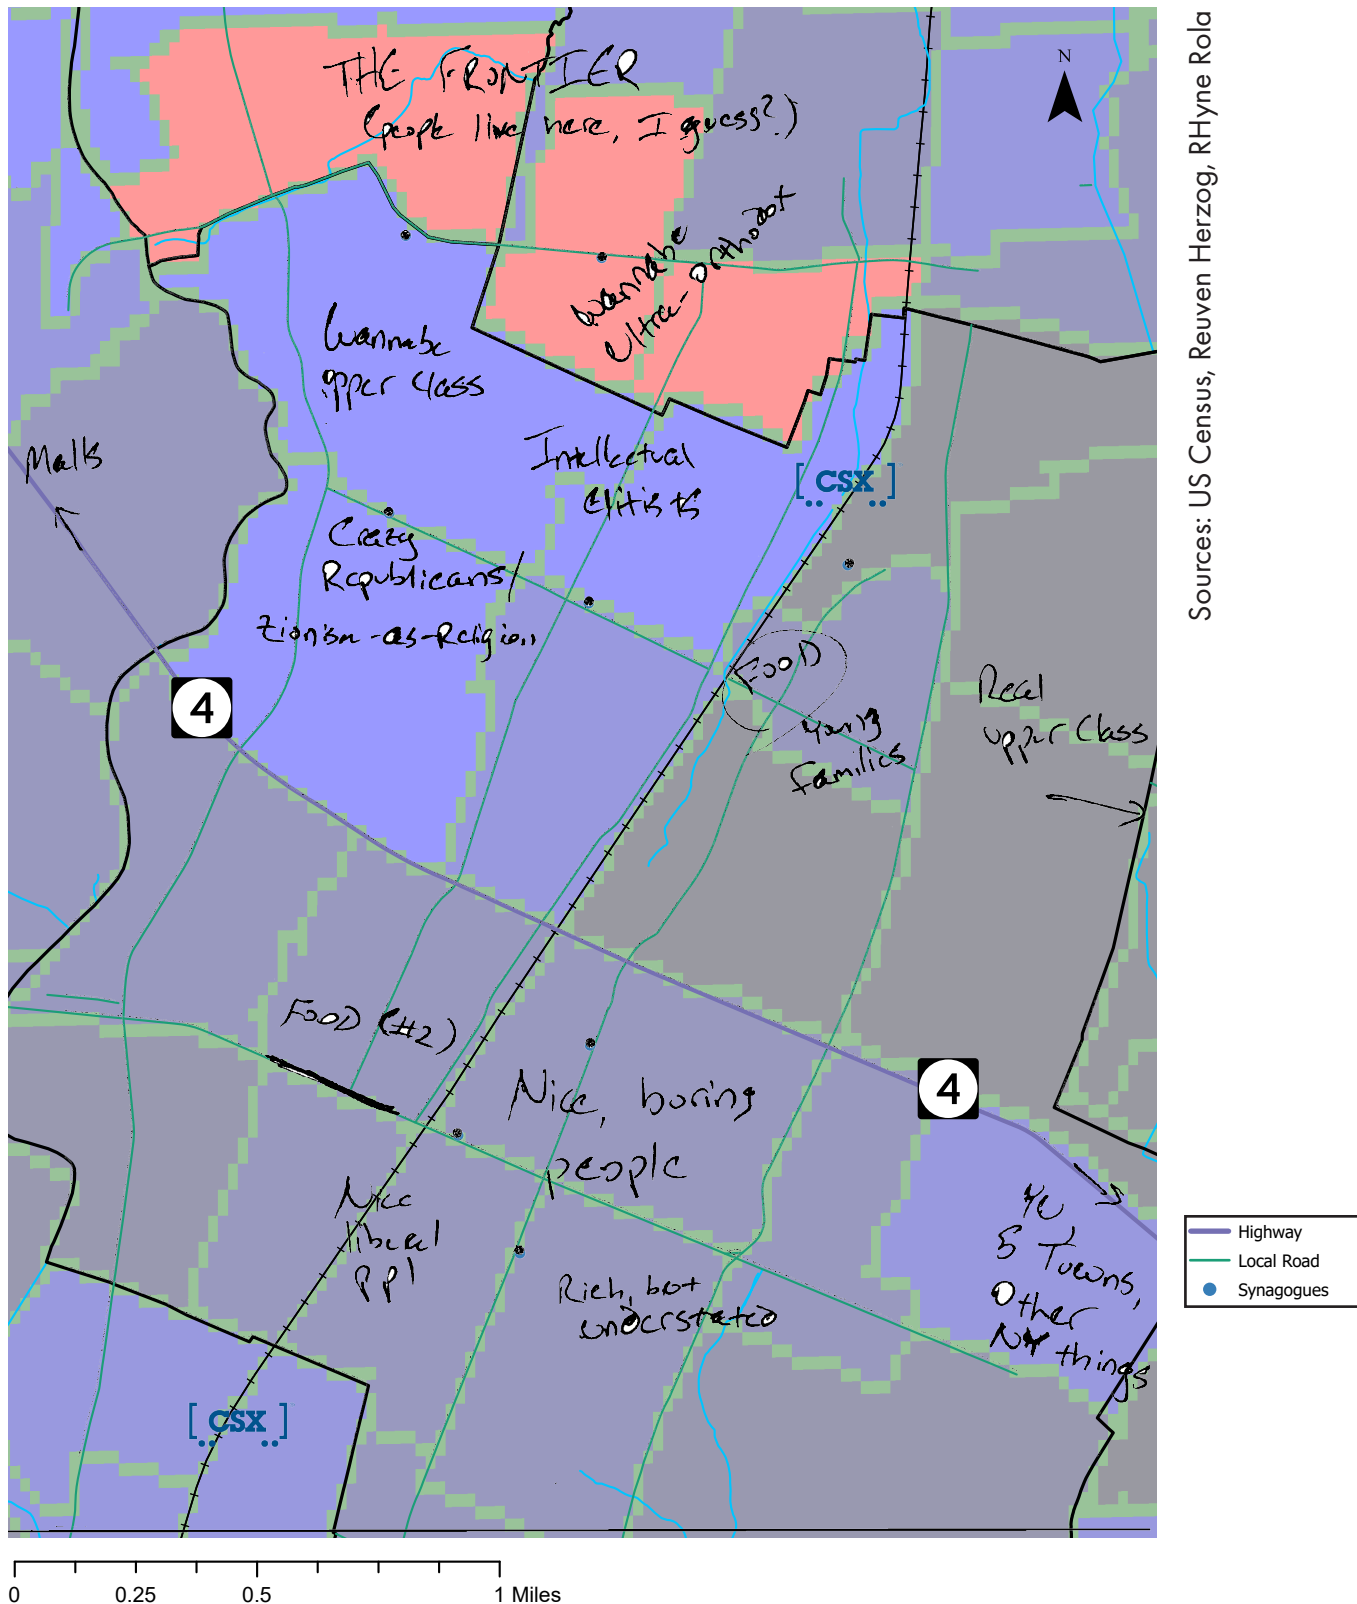 THE FRONTIER
(people live here, I guess?)
N
Sources: US Census, Reuven Herzog, RHyne Rola
wannabe
ultra-orthodox
Wannabe
upper class
Malls
Intellectual
elitists
CSX
Crazy
Republicans/
Zionism-as-Religion
FOOD
Young
families
Real
upper class
4
FOOD (#2)
Nice, boring
people
4
Nice
liberal
ppl
Rich, but
understated
5 Towns,
Other
NY things
CSX
Highway
Local Road
Synagogues
0 0.25 0.5 1 Miles